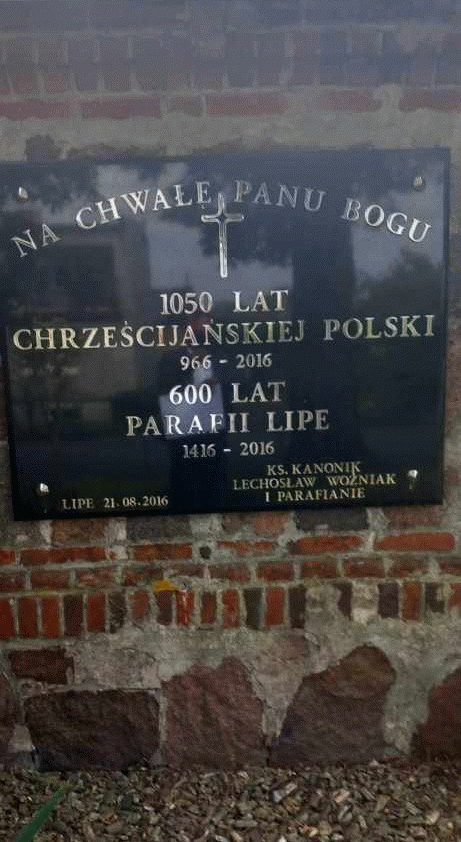 NA CHWAŁĘ PANU BOGU
1050 LAT
CHRZEŚCIJAŃSKIEJ POLSKI
966 - 2016
600 LAT
PARAFII LIPE
1416 - 2016
KS. KANONIK
LECHOSŁAW WOŹNIAK
I PARAFIANIE
LIPE 21.08.2016